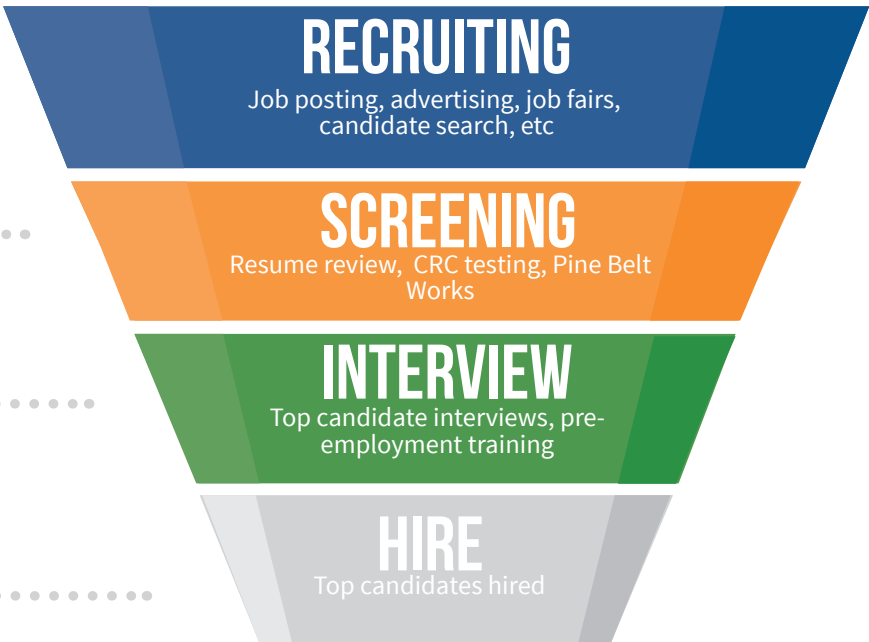 RECRUITING
Job posting, advertising, job fairs,
candidate search, etc
SCREENING
Resume review, CRC testing, Pine Belt
Works
INTERVIEW
Top candidate interviews, pre-
employment training
HIRE
Top candidates hired